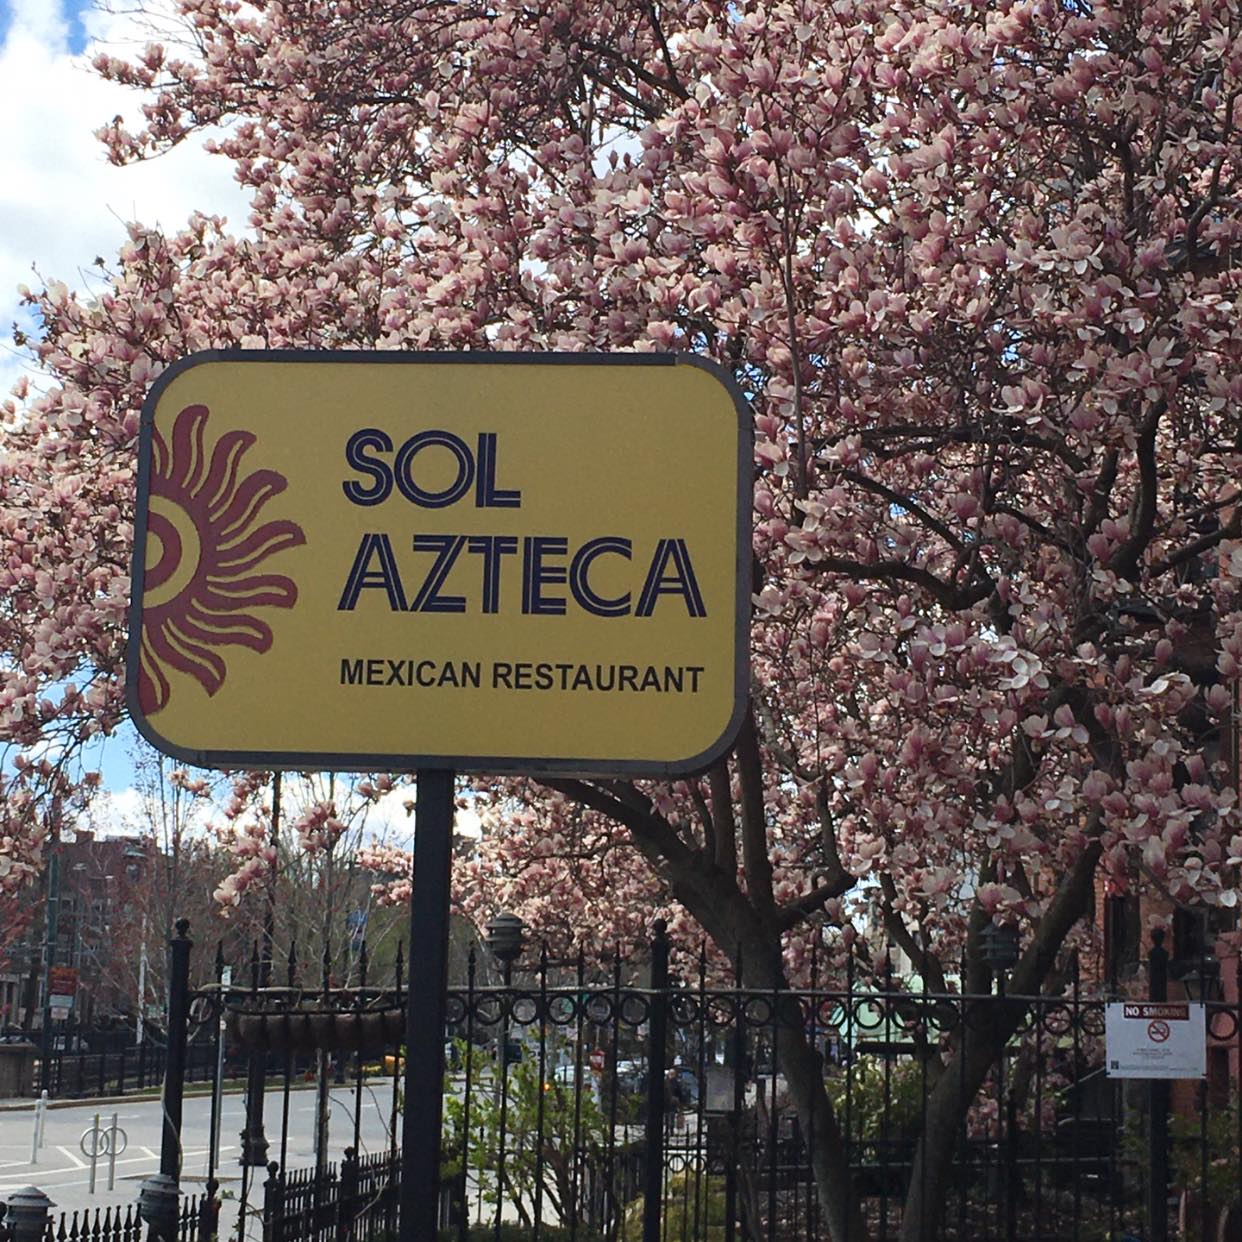 SOL
AZTECA
MEXICAN RESTAURANT
NO SMOKING